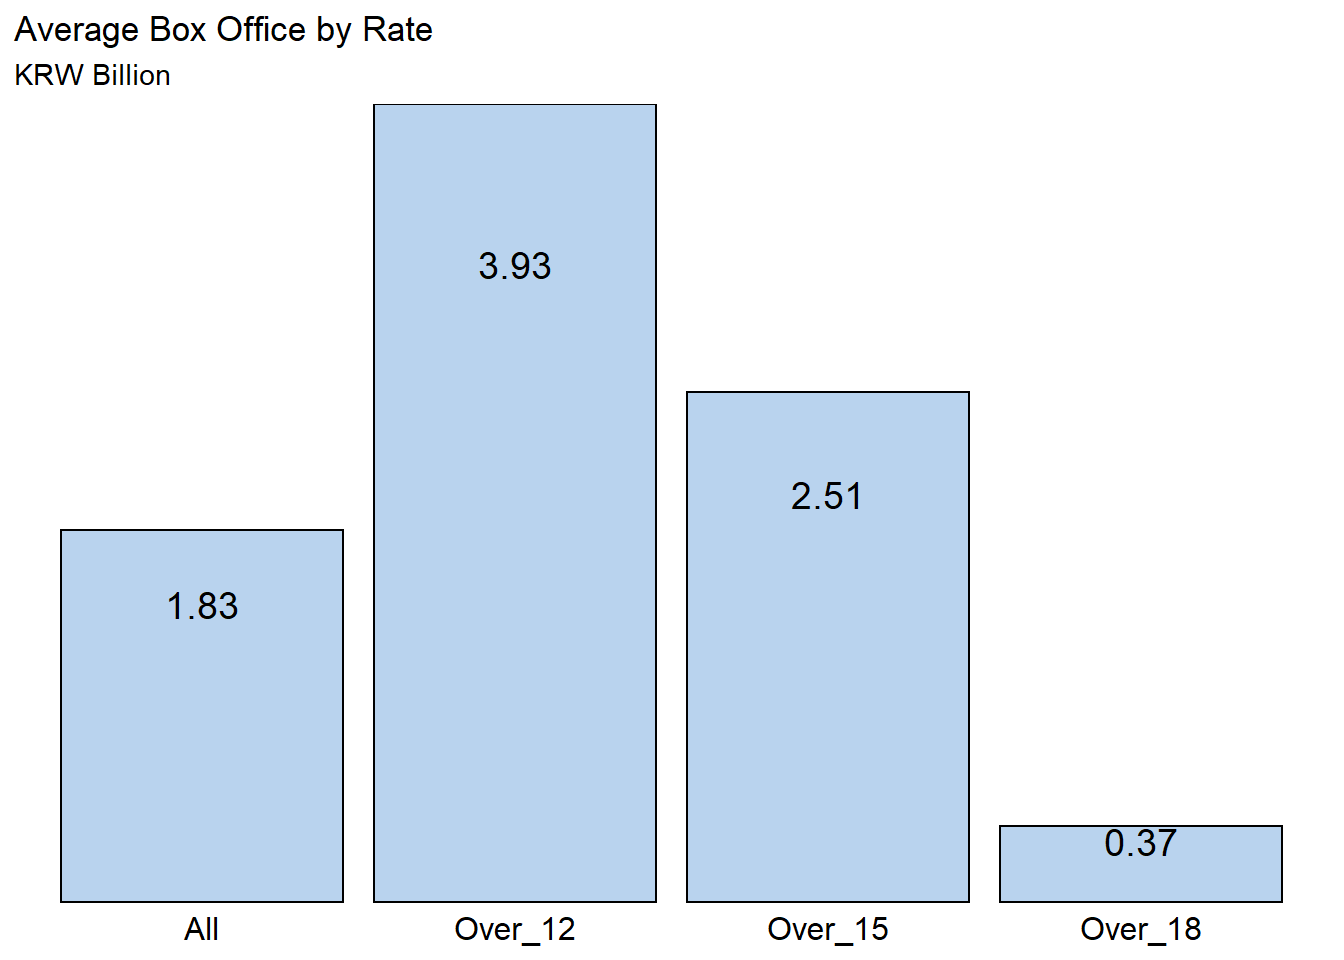 Average Box Office by Rate
KRW Billion
3.93
2.51
1.83
0.37
All
Over_12
Over_15
Over_18